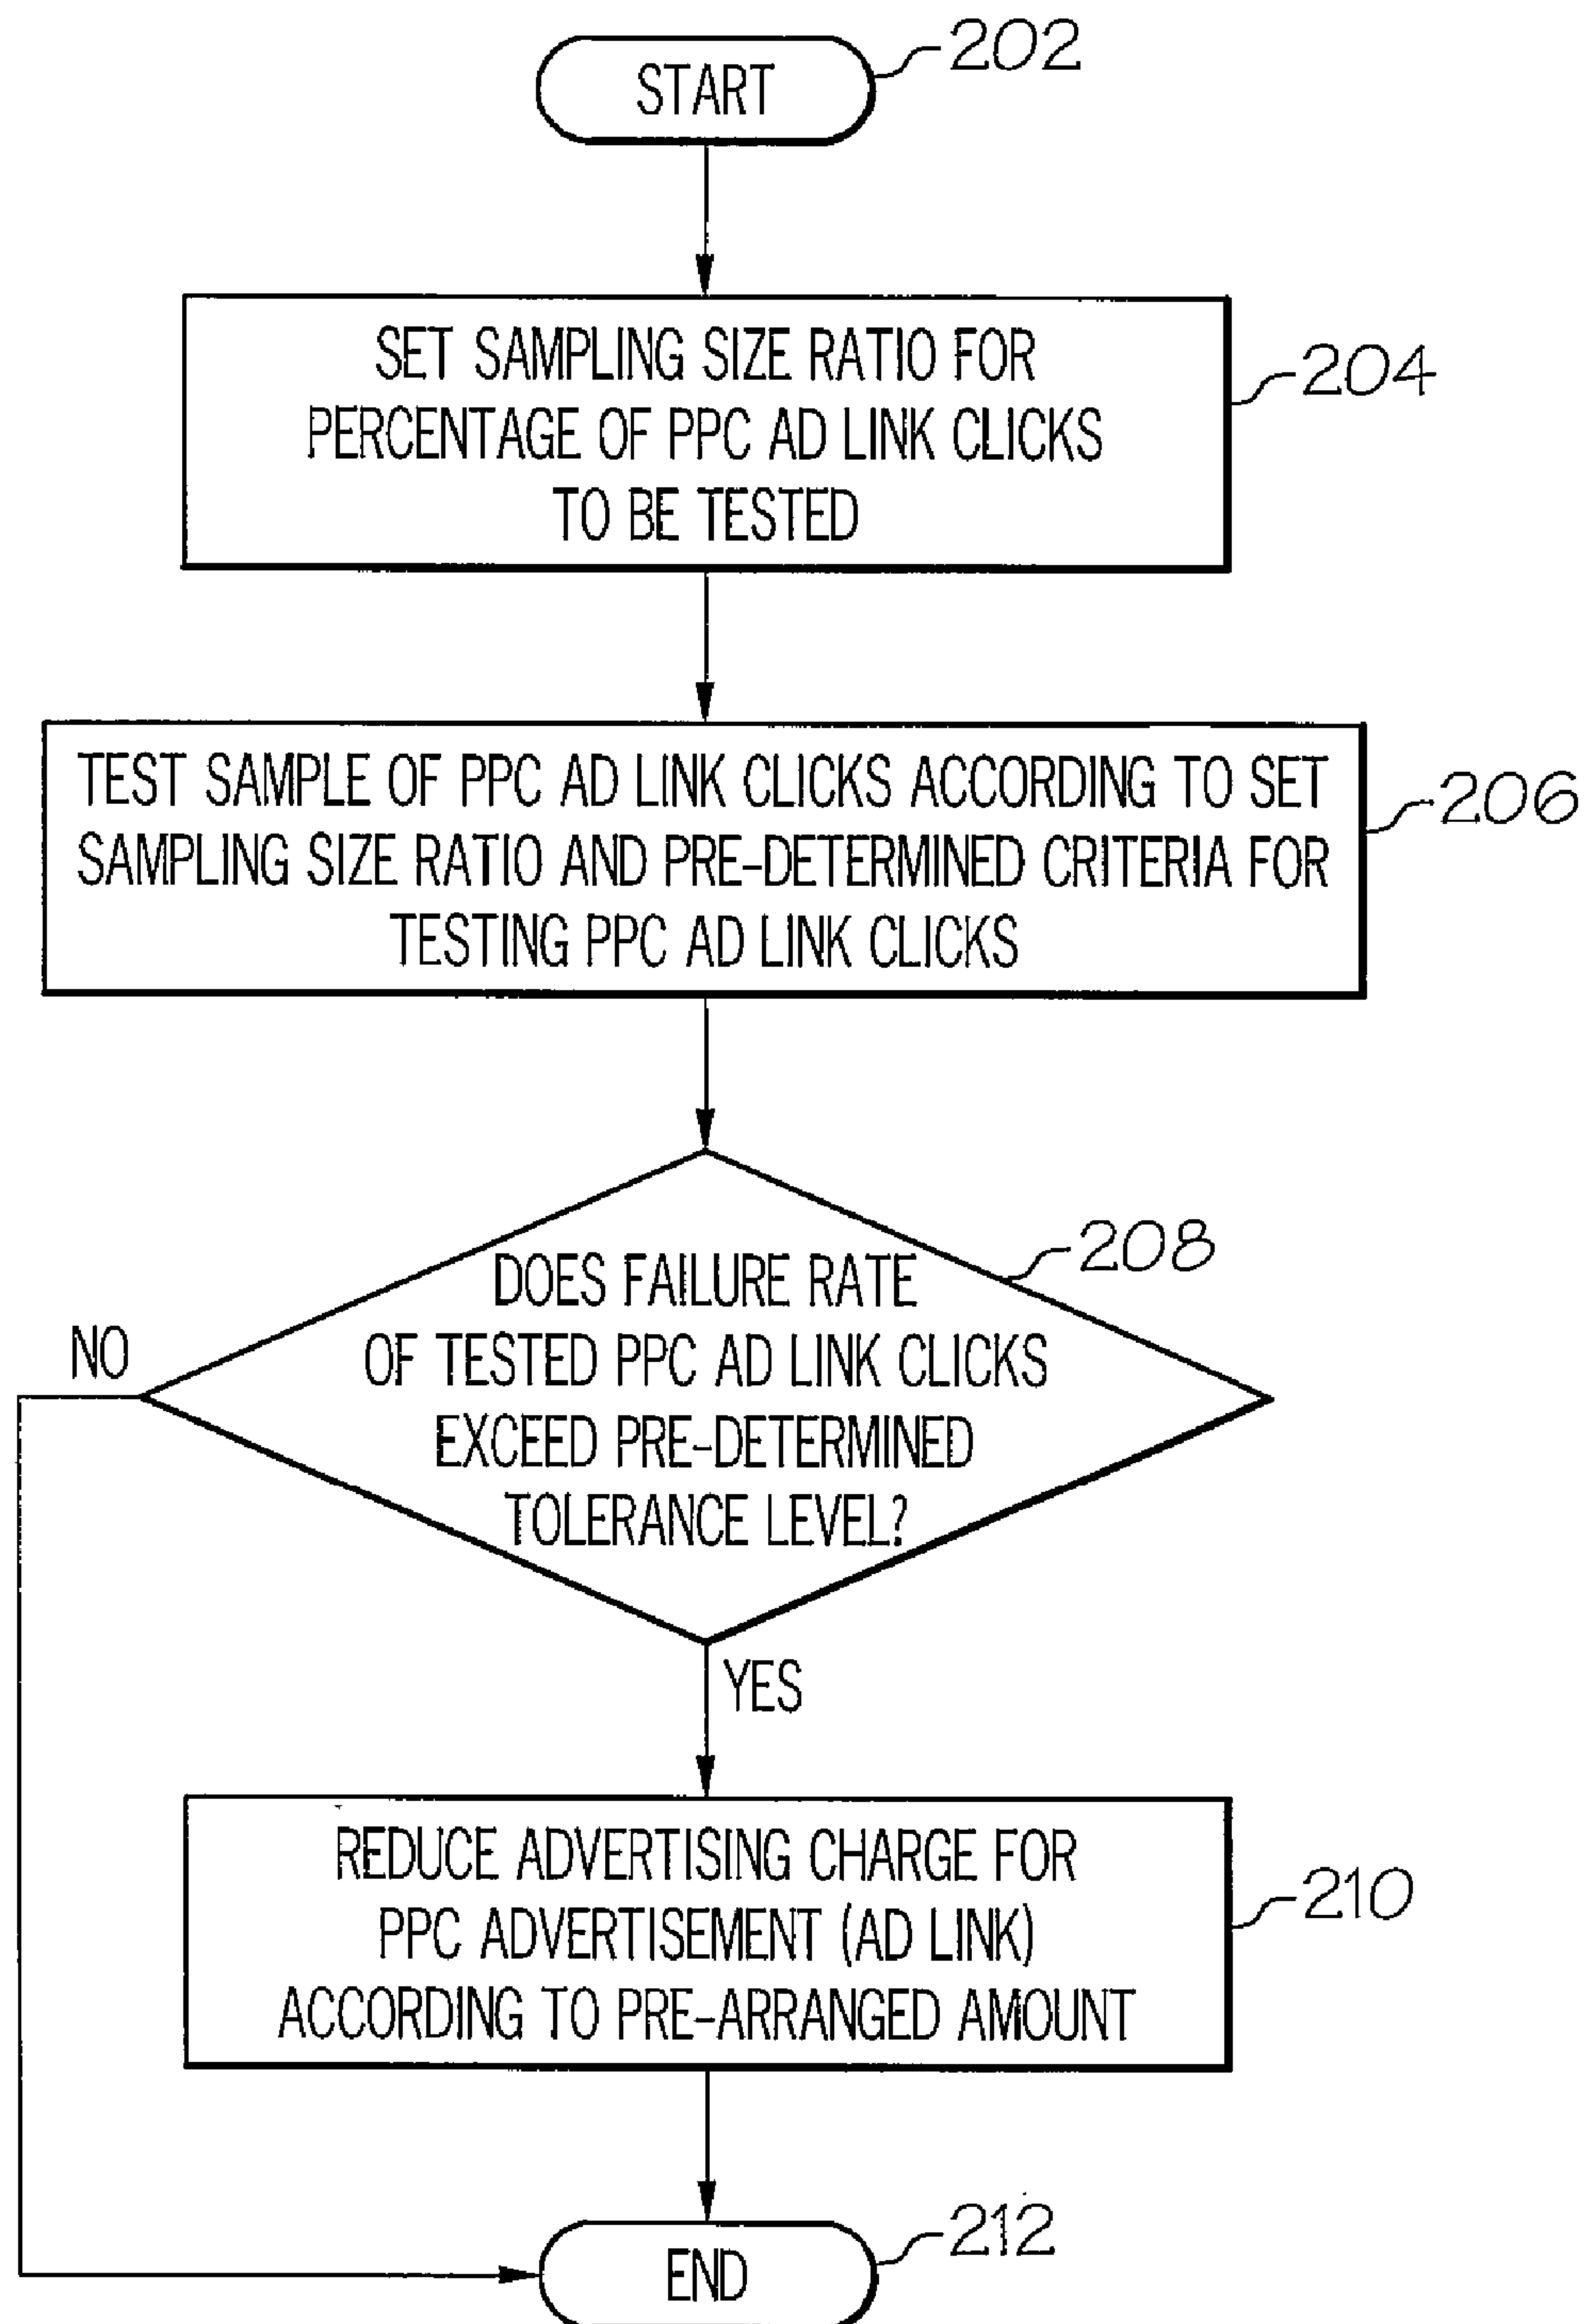 START
202
SET SAMPLING SIZE RATIO FOR
PERCENTAGE OF PPC AD LINK CLICKS
TO BE TESTED
204
TEST SAMPLE OF PPC AD LINK CLICKS ACCORDING TO SET
SAMPLING SIZE RATIO AND PRE-DETERMINED CRITERIA FOR
TESTING PPC AD LINK CLICKS
206
DOES FAILURE RATE
OF TESTED PPC AD LINK CLICKS
EXCEED PRE-DETERMINED
TOLERANCE LEVEL?
208
NO
YES
REDUCE ADVERTISING CHARGE FOR
PPC ADVERTISEMENT (AD LINK)
ACCORDING TO PRE-ARRANGED AMOUNT
210
END
212